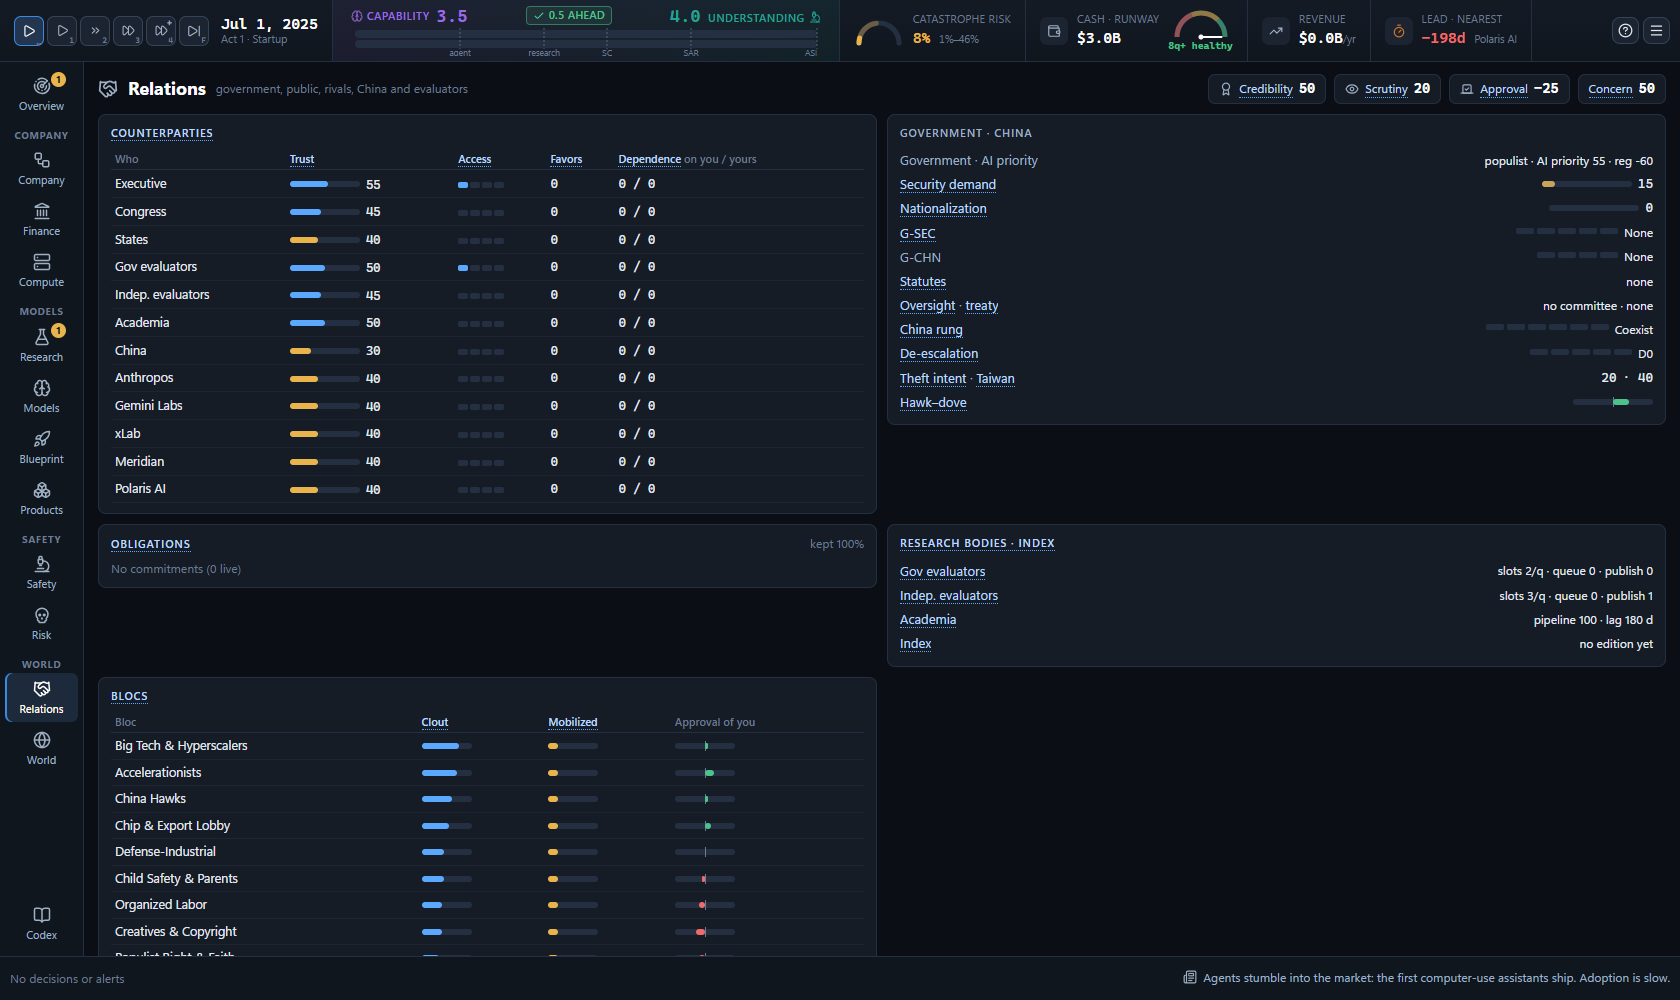 1
2
3
4
F
Jul 1, 2025
Act 1 · Startup
CAPABILITY 3.5
0.5 AHEAD
4.0 UNDERSTANDING
agent
research
SC
SAR
ASI
CATASTROPHE RISK
8% 1%–46%
CASH · RUNWAY
$3.0B
8q+ healthy
REVENUE
$0.0B/yr
LEAD · NEAREST
−198d Polaris AI
1
Overview
COMPANY
Company
Finance
Compute
MODELS
1
Research
Models
Blueprint
Products
SAFETY
Safety
Risk
WORLD
Relations
World
Codex
Relations government, public, rivals, China and evaluators
Credibility 50
Scrutiny 20
Approval −25
Concern 50
COUNTERPARTIES
Who Trust Access Favors Dependence on you / yours
Executive 55 0 0 / 0
Congress 45 0 0 / 0
States 40 0 0 / 0
Gov evaluators 50 0 0 / 0
Indep. evaluators 45 0 0 / 0
Academia 50 0 0 / 0
China 30 0 0 / 0
Anthropos 40 0 0 / 0
Gemini Labs 40 0 0 / 0
xLab 40 0 0 / 0
Meridian 40 0 0 / 0
Polaris AI 40 0 0 / 0
GOVERNMENT · CHINA
Government · AI priority populist · AI priority 55 · reg -60
Security demand 15
Nationalization 0
G-SEC None
G-CHN None
Statutes none
Oversight · treaty no committee · none
China rung Coexist
De-escalation D0
Theft intent · Taiwan 20 · 40
Hawk–dove
OBLIGATIONS kept 100%
No commitments (0 live)
RESEARCH BODIES · INDEX
Gov evaluators slots 2/q · queue 0 · publish 0
Indep. evaluators slots 3/q · queue 0 · publish 1
Academia pipeline 100 · lag 180 d
Index no edition yet
BLOCS
Bloc Clout Mobilized Approval of you
Big Tech & Hyperscalers
Accelerationists
China Hawks
Chip & Export Lobby
Defense-Industrial
Child Safety & Parents
Organized Labor
Creatives & Copyright
Populist Right & Faith
No decisions or alerts
Agents stumble into the market: the first computer-use assistants ship. Adoption is slow.